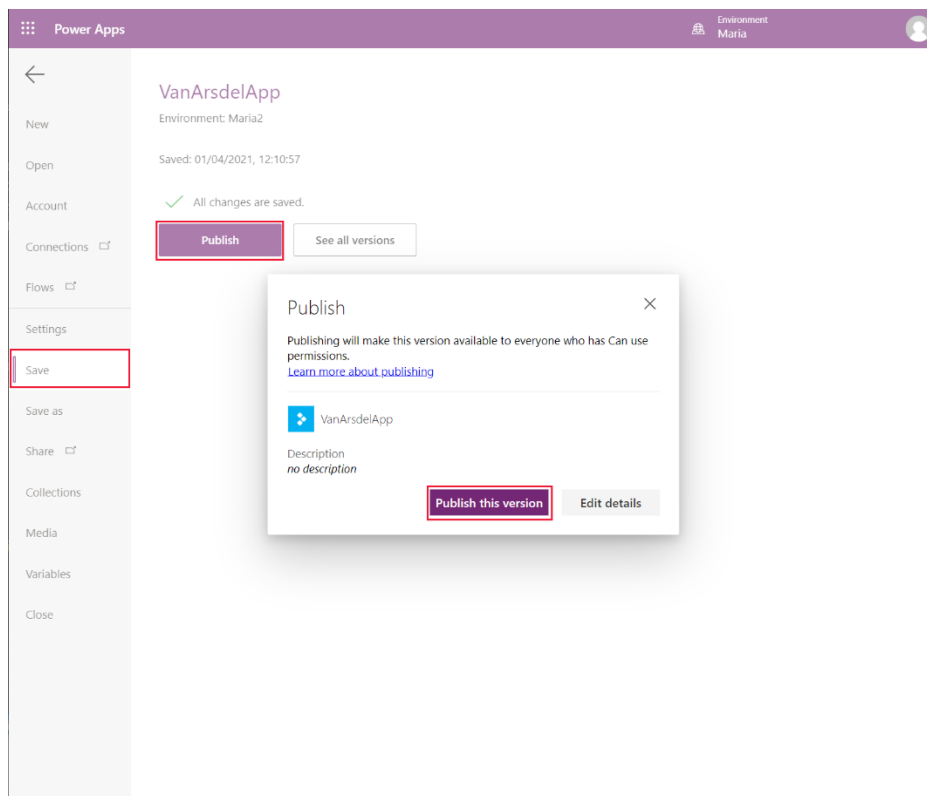 Power Apps
Environment
Maria
New
Open
Account
Connections
Flows
Settings
Save
Save as
Share
Collections
Media
Variables
Close
VanArsdelApp
Environment: Maria2
Saved: 01/04/2021, 12:10:57
All changes are saved.
Publish
See all versions
Publish
Publishing will make this version available to everyone who has Can use
permissions.
Learn more about publishing
VanArsdelApp
Description
no description
Publish this version
Edit details